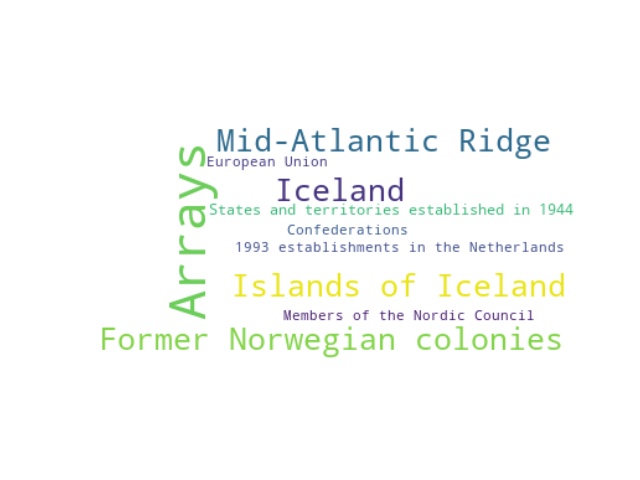 Mid-Atlantic Ridge
European Union
Arrays
Iceland
States and territories established in 1944
Confederations
1993 establishments in the Netherlands
Islands of Iceland
Members of the Nordic Council
Former Norwegian colonies